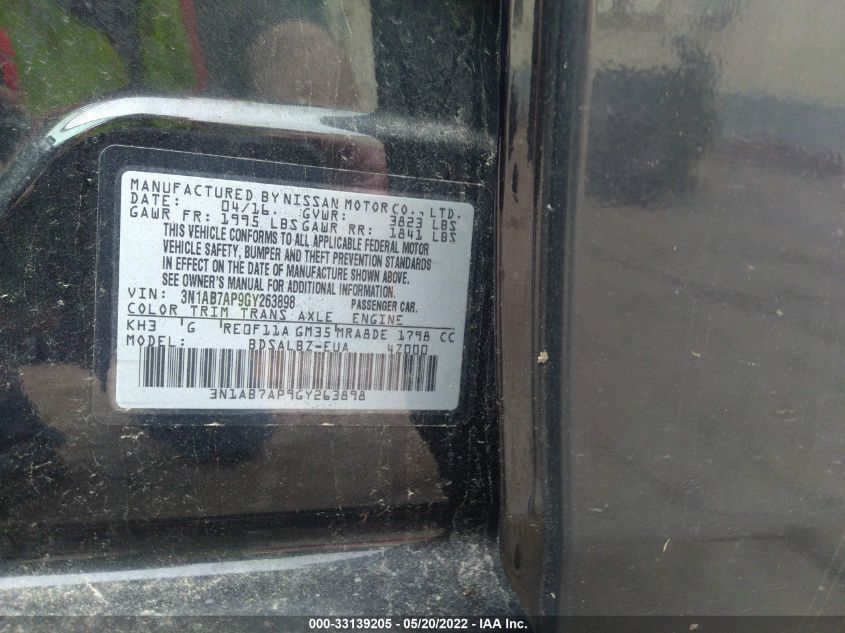 MANUFACTURED BY NISSAN MOTOR CO., LTD.
DATE: 04/16 GVWR: 3823 LBS
GAWR FR: 1995 LBS GAWR RR: 1841 LBS
THIS VEHICLE CONFORMS TO ALL APPLICABLE FEDERAL MOTOR
VEHICLE SAFETY, BUMPER AND THEFT PREVENTION STANDARDS
IN EFFECT ON THE DATE OF MANUFACTURE SHOWN ABOVE.
SEE OWNER'S MANUAL FOR ADDITIONAL INFORMATION.
VIN: 3N1AB7AP9GY263898 PASSENGER CAR.
COLOR TRIM TRANS AXLE ENGINE
KH3 G RE0F11A GM35 MRA8DE 1798 CC
MODEL: BDSALBZ-EUA 4Z000
3N1AB7AP9GY263898
000-33139205 - 05/20/2022 - IAA Inc.